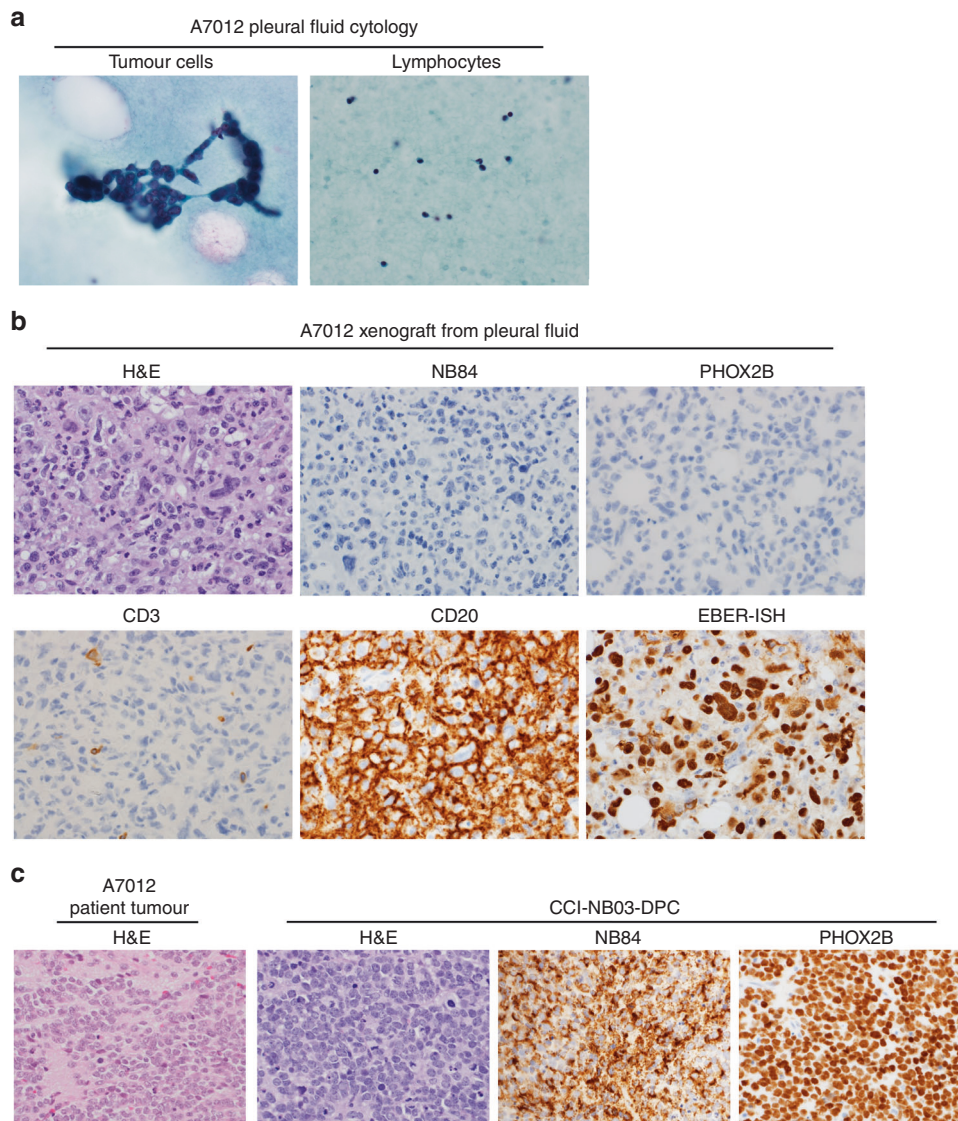 a
A7012 pleural fluid cytology
Tumour cells
Lymphocytes
b
A7012 xenograft from pleural fluid
H&E
NB84
PHOX2B
CD3
CD20
EBER-ISH
c
A7012
patient tumour
CCI-NB03-DPC
H&E
H&E
NB84
PHOX2B